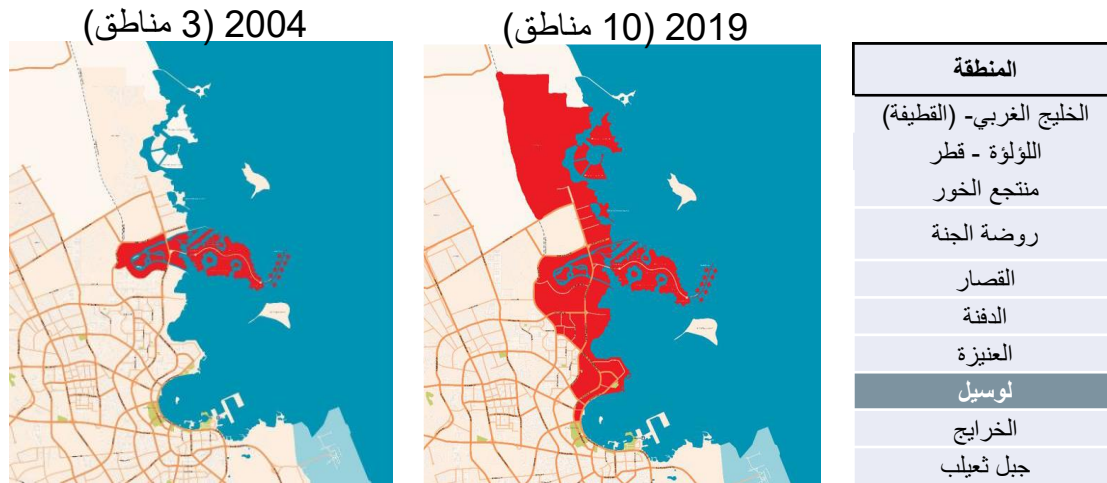 2004 (3 مناطق)
2019 (10 مناطق)
المنطقة
الخليج الغربي- (القطيفة)
اللؤلؤة - قطر
منتجع الخور
روضة الجنة
القصار
الدفنة
العنيزة
لوسيل
الخرايج
جبل ثعيلب